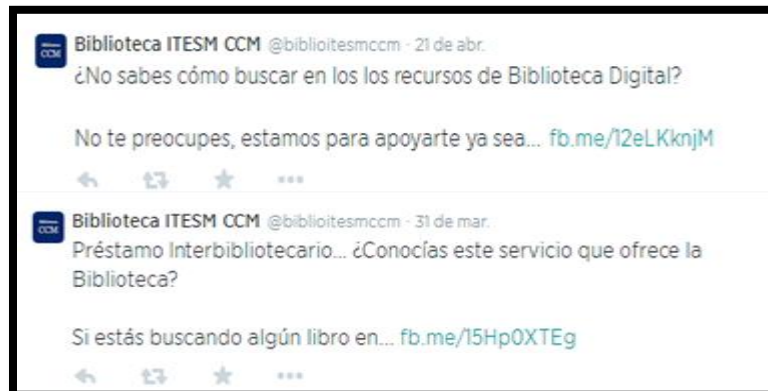 Biblioteca ITESM CCM @biblioitesmccm · 21 de abr.
¿No sabes cómo buscar en los los recursos de Biblioteca Digital?
No te preocupes, estamos para apoyarte ya sea... fb.me/12eLKknjM
Biblioteca ITESM CCM @biblioitesmccm · 31 de mar.
Préstamo Interbibliotecario... ¿Conocías este servicio que ofrece la
Biblioteca?
Si estás buscando algún libro en... fb.me/15Hp0XTEg